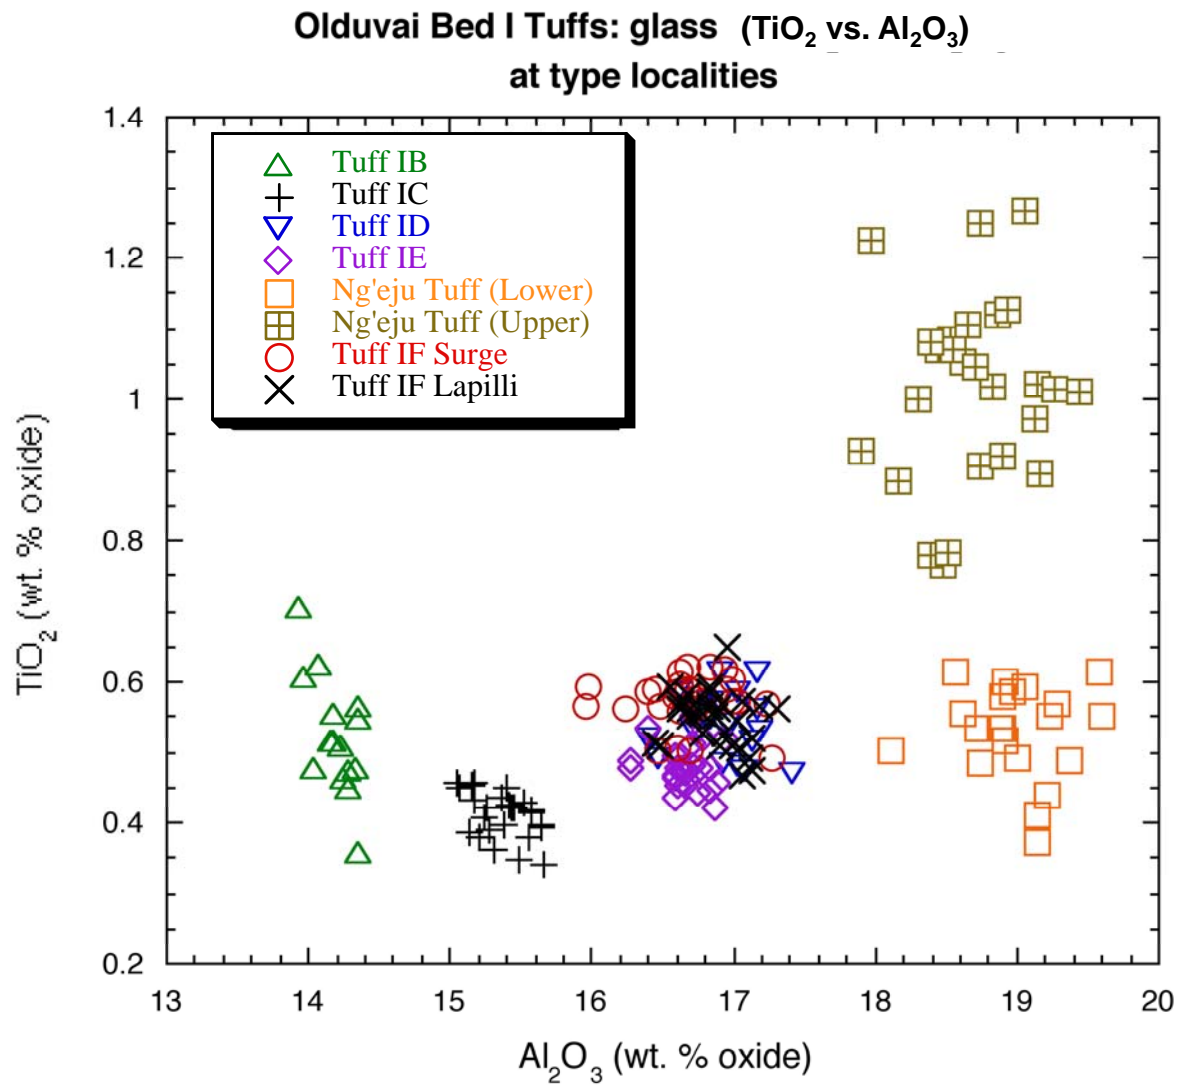 Olduvai Bed I Tuffs: glass (TiO₂ vs. Al₂O₃)
at type localities
1.4
1.2
1
0.8
0.6
0.4
0.2
TiO₂ (wt. % oxide)
Tuff IB
Tuff IC
Tuff ID
Tuff IE
Ng'eju Tuff (Lower)
Ng'eju Tuff (Upper)
Tuff IF Surge
Tuff IF Lapilli
13 14 15 16 17 18 19 20
Al₂O₃ (wt. % oxide)